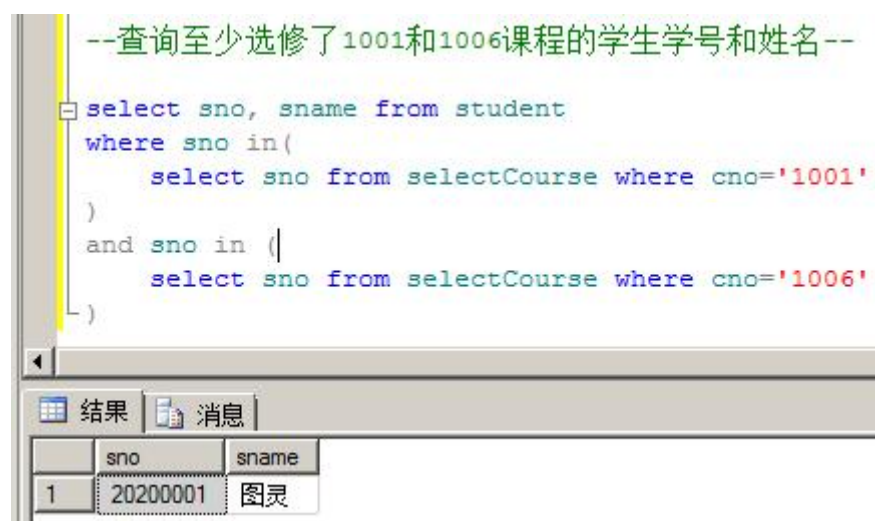 --查询至少选修了1001和1006课程的学生学号和姓名--
select sno, sname from student
where sno in(
select sno from selectCourse where cno='1001'
)
and sno in (
select sno from selectCourse where cno='1006'
)
结果 消息
sno sname
1 20200001 图灵